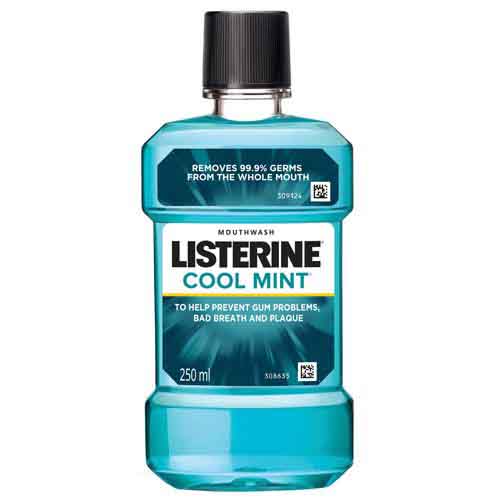 REMOVES 99.9% GERMS
FROM THE WHOLE MOUTH
309124
MOUTHWASH
LISTERINE
COOL MINT®
TO HELP PREVENT GUM PROBLEMS,
BAD BREATH AND PLAQUE
250 ml
308635